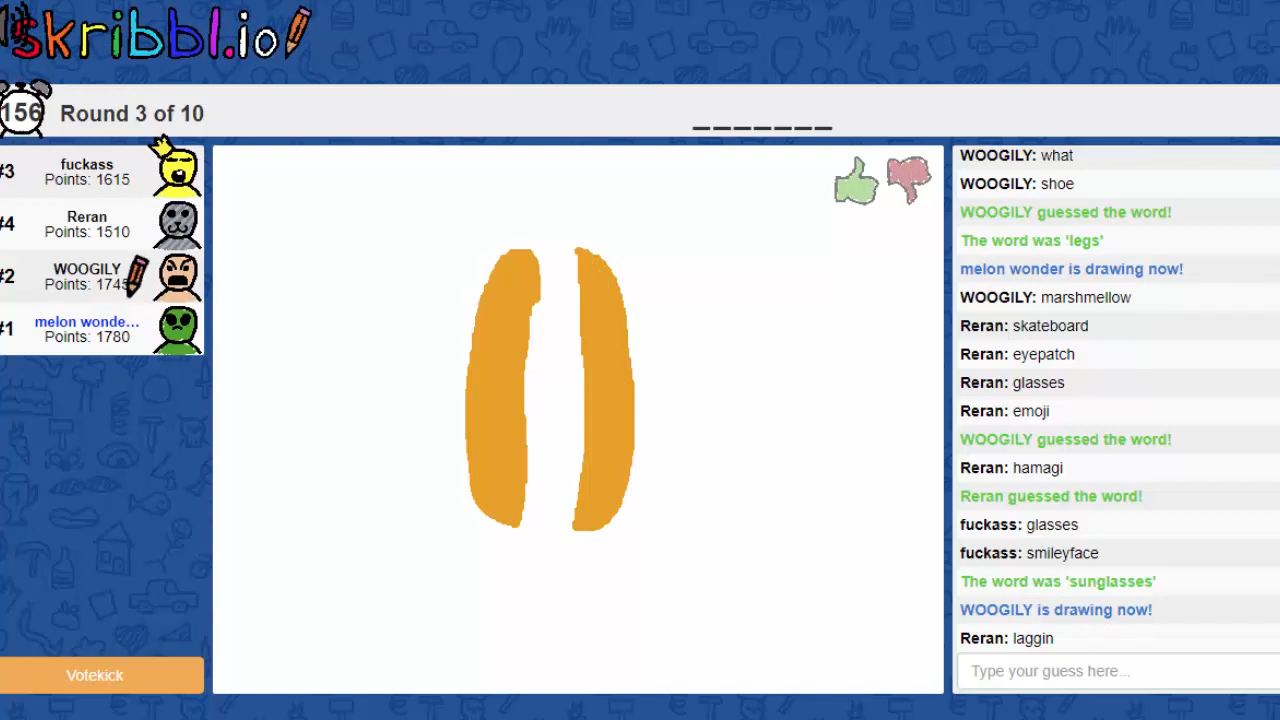 skribbl.io
156 Round 3 of 10
_______
#3 fuckass
Points: 1615
#4 Reran
Points: 1510
#2 WOOGILY
Points: 1745
#1 melon wonde...
Points: 1780
Votekick
WOOGILY: what
WOOGILY: shoe
WOOGILY guessed the word!
The word was 'legs'
melon wonder is drawing now!
WOOGILY: marshmellow
Reran: skateboard
Reran: eyepatch
Reran: glasses
Reran: emoji
WOOGILY guessed the word!
Reran: hamagi
Reran guessed the word!
fuckass: glasses
fuckass: smileyface
The word was 'sunglasses'
WOOGILY is drawing now!
Reran: laggin
Type your guess here...